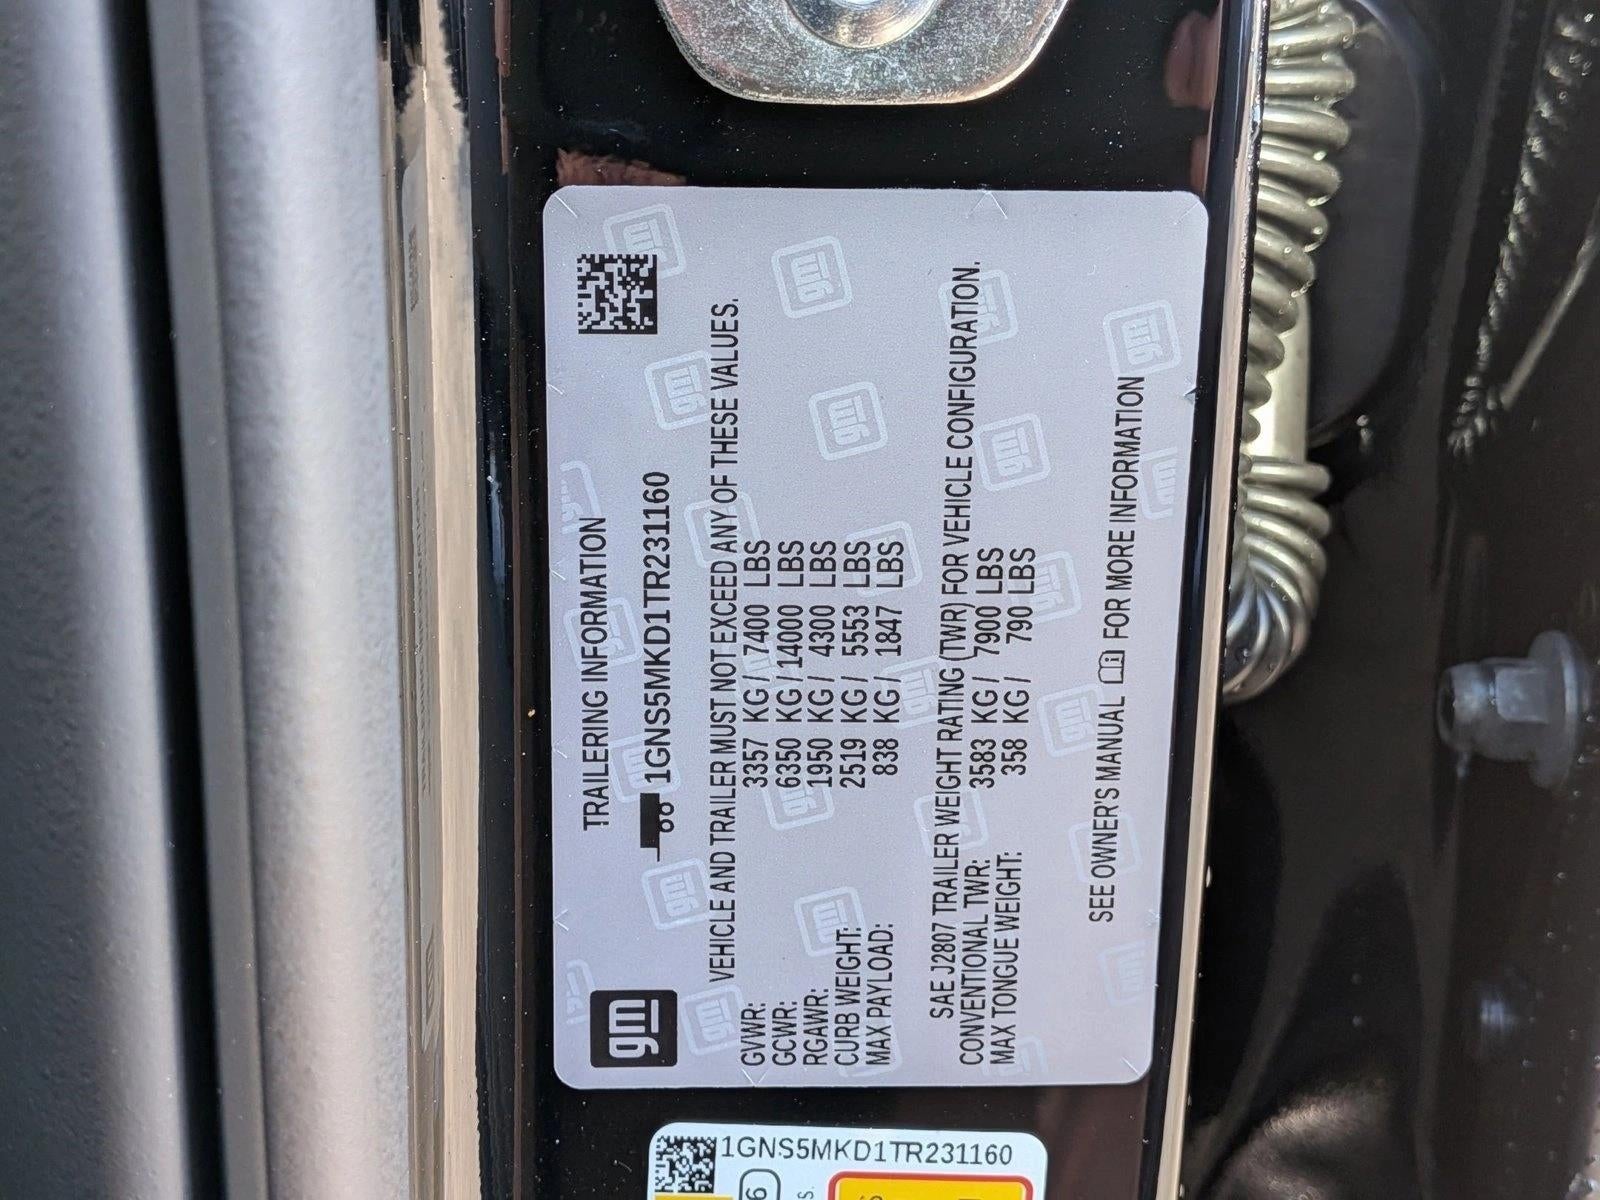 gm
TRAILERING INFORMATION
1GNS5MKD1TR231160
VEHICLE AND TRAILER MUST NOT EXCEED ANY OF THESE VALUES.
GVWR: 3357 KG / 7400 LBS
GCWR: 6350 KG / 14000 LBS
RGAWR: 1950 KG / 4300 LBS
CURB WEIGHT: 2519 KG / 5553 LBS
MAX PAYLOAD: 838 KG / 1847 LBS
SAE J2807 TRAILER WEIGHT RATING (TWR) FOR VEHICLE CONFIGURATION.
CONVENTIONAL TWR: 3583 KG / 7900 LBS
MAX TONGUE WEIGHT: 358 KG / 790 LBS
SEE OWNER'S MANUAL FOR MORE INFORMATION
1GNS5MKD1TR231160